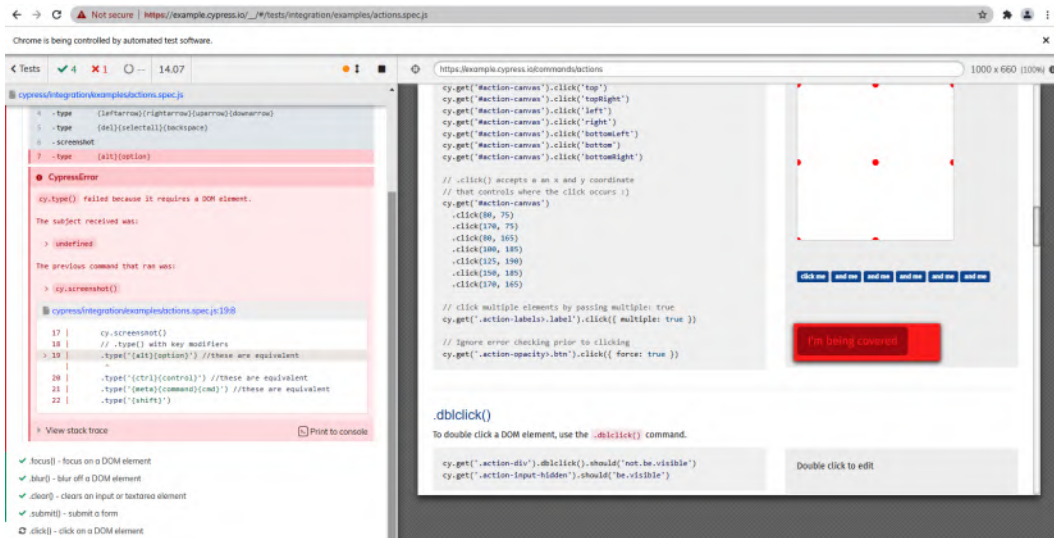 Not secure | https://example.cypress.io/__/#/tests/integration/examples/actions.spec.js
Chrome is being controlled by automated test software.
Tests 4 1 -- 14.07
cypress/integration/examples/actions.spec.js
4 - type {leftarrow}{rightarrow}{uparrow}{downarrow}
5 - type {del}{selectall}{backspace}
6 - screenshot
7 - type {alt}{option}
CypressError
cy.type() failed because it requires a DOM element.
The subject received was:
> undefined
The previous command that ran was:
> cy.screenshot()
cypress/integration/examples/actions.spec.js:19:8
17 | cy.screenshot()
18 | // .type() with key modifiers
> 19 | .type('{alt}{option}') //these are equivalent
| ^
20 | .type('{ctrl}{control}') //these are equivalent
21 | .type('{meta}{command}{cmd}') //these are equivalent
22 | .type('{shift}')
View stack trace
Print to console
.focus() - focus on a DOM element
.blur() - blur off a DOM element
.clear() - clears an input or textarea element
.submit() - submit a form
.click() - click on a DOM element
https://example.cypress.io/commands/actions
1000 x 660 (100%)
cy.get('#action-canvas').click('top')
cy.get('#action-canvas').click('topRight')
cy.get('#action-canvas').click('left')
cy.get('#action-canvas').click('right')
cy.get('#action-canvas').click('bottomLeft')
cy.get('#action-canvas').click('bottom')
cy.get('#action-canvas').click('bottomRight')
// .click() accepts a an x and y coordinate
// that controls where the click occurs :)
cy.get('#action-canvas')
.click(80, 75)
.click(170, 75)
.click(80, 165)
.click(100, 185)
.click(125, 190)
.click(150, 185)
.click(170, 165)
// click multiple elements by passing multiple: true
cy.get('.action-labels>.label').click({ multiple: true })
// Ignore error checking prior to clicking
cy.get('.action-opacity>.btn').click({ force: true })
click me and me and me and me and me and me
I'm being covered
.dblclick()
To double click a DOM element, use the .dblclick() command.
cy.get('.action-div').dblclick().should('not.be.visible')
cy.get('.action-input-hidden').should('be.visible')
Double click to edit